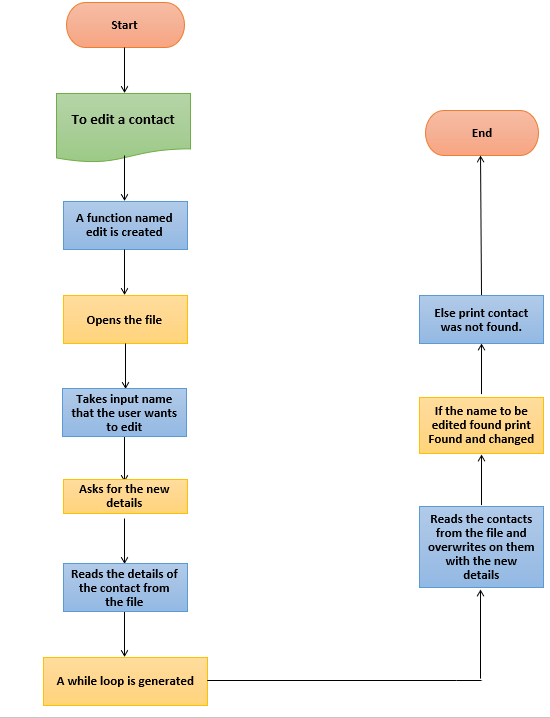 Start
To edit a contact
A function named
edit is created
Opens the file
Takes input name
that the user wants
to edit
Asks for the new
details
Reads the details of
the contact from
the file
A while loop is generated
Reads the contacts
from the file and
overwrites on them
with the new
details
If the name to be
edited found print
Found and changed
Else print contact
was not found.
End